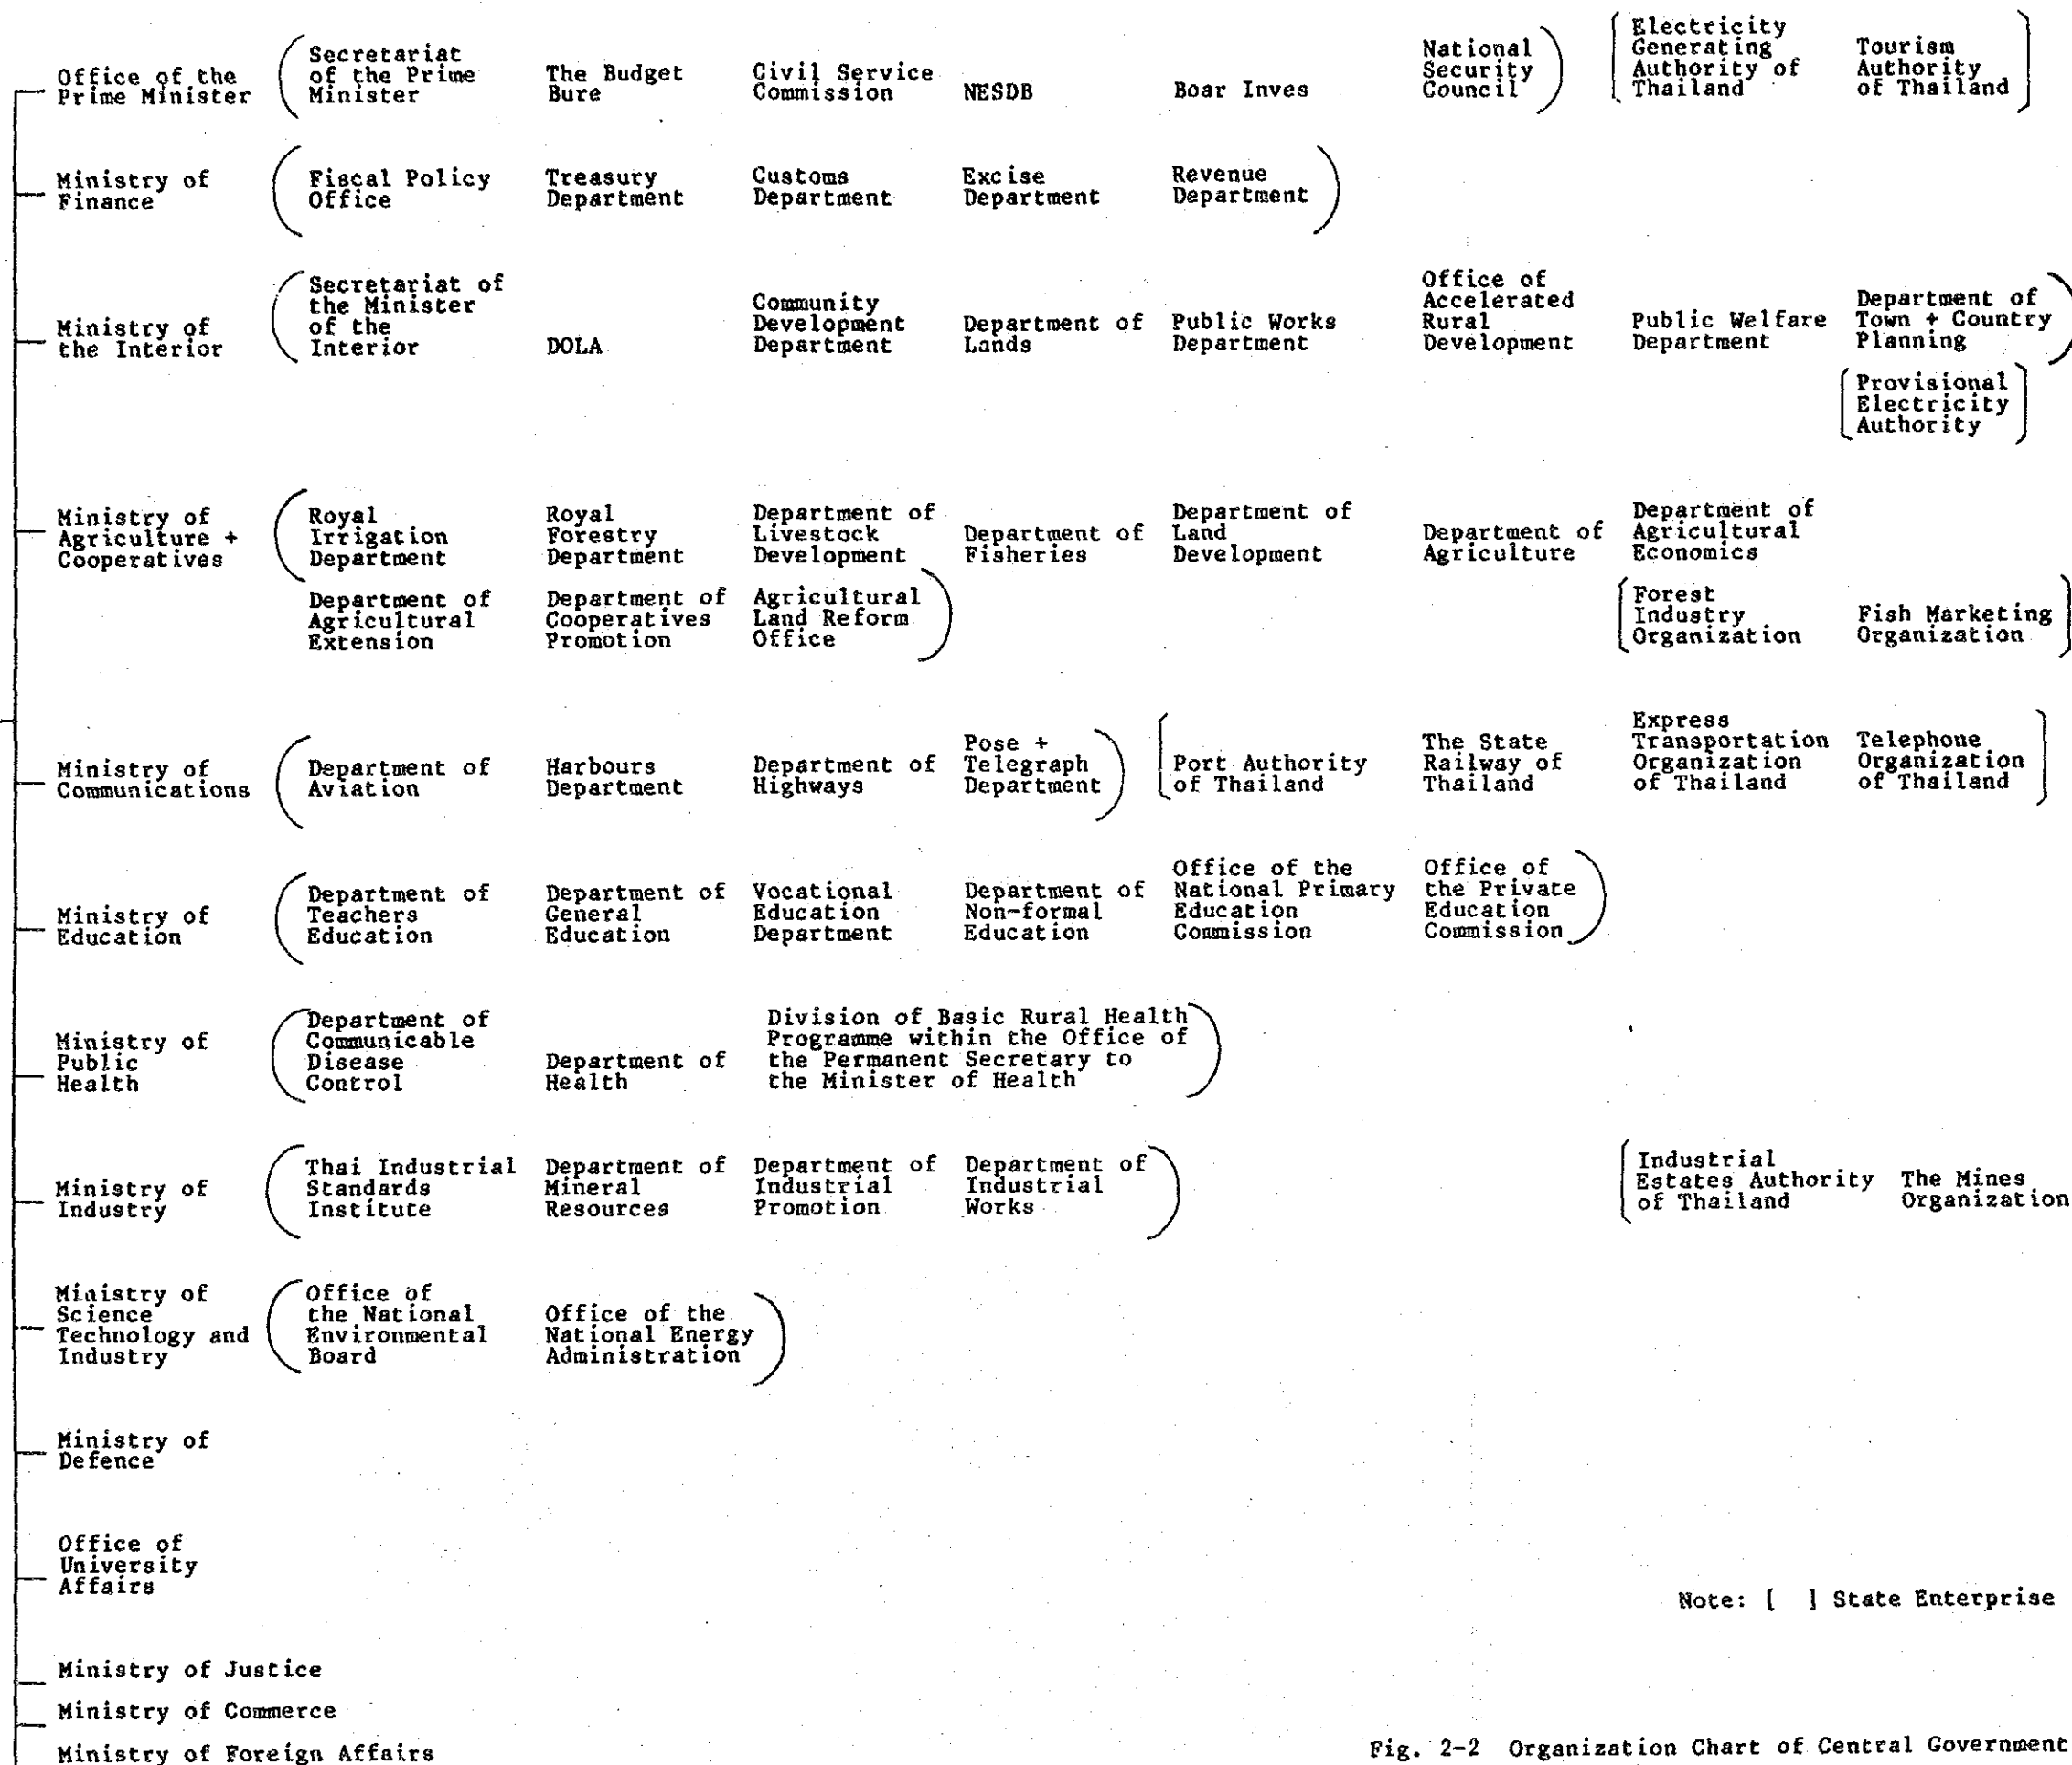 Office of the
Prime Minister
Secretariat
of the Prime
Minister
The Budget
Bure
Civil Service
Commission
NESDB
Boar Inves
National
Security
Council
Electricity
Generating
Authority of
Thailand
Tourism
Authority
of Thailand
Ministry of
Finance
Fiscal Policy
Office
Treasury
Department
Customs
Department
Excise
Department
Revenue
Department
Ministry of
the Interior
Secretariat of
the Minister
of the
Interior
DOLA
Community
Development
Department
Department of
Lands
Public Works
Department
Office of
Accelerated
Rural
Development
Public Welfare
Department
Department of
Town + Country
Planning
Provisional
Electricity
Authority
Ministry of
Agriculture +
Cooperatives
Royal
Irrigation
Department
Royal
Forestry
Department
Department of
Livestock
Development
Department of
Fisheries
Department of
Land
Development
Department of
Agriculture
Department of
Agricultural
Economics
Department of
Agricultural
Extension
Department of
Cooperatives
Promotion
Agricultural
Land Reform
Office
Forest
Industry
Organization
Fish Marketing
Organization
Ministry of
Communications
Department of
Aviation
Harbours
Department
Department of
Highways
Pose +
Telegraph
Department
Port Authority
of Thailand
The State
Railway of
Thailand
Express
Transportation
Organization
of Thailand
Telephone
Organization
of Thailand
Ministry of
Education
Department of
Teachers
Education
Department of
General
Education
Vocational
Education
Department
Department of
Non-formal
Education
Office of the
National Primary
Education
Commission
Office of
the Private
Education
Commission
Ministry of
Public
Health
Department of
Communicable
Disease
Control
Department of
Health
Division of Basic Rural Health
Programme within the Office of
the Permanent Secretary to
the Minister of Health
Ministry of
Industry
Thai Industrial
Standards
Institute
Department of
Mineral
Resources
Department of
Industrial
Promotion
Department of
Industrial
Works
Industrial
Estates Authority
of Thailand
The Mines
Organization
Ministry of
Science
Technology and
Industry
Office of
the National
Environmental
Board
Office of the
National Energy
Administration
Ministry of
Defence
Office of
University
Affairs
Note: [ ] State Enterprise
Ministry of Justice
Ministry of Commerce
Ministry of Foreign Affairs
Fig. 2-2 Organization Chart of Central Government